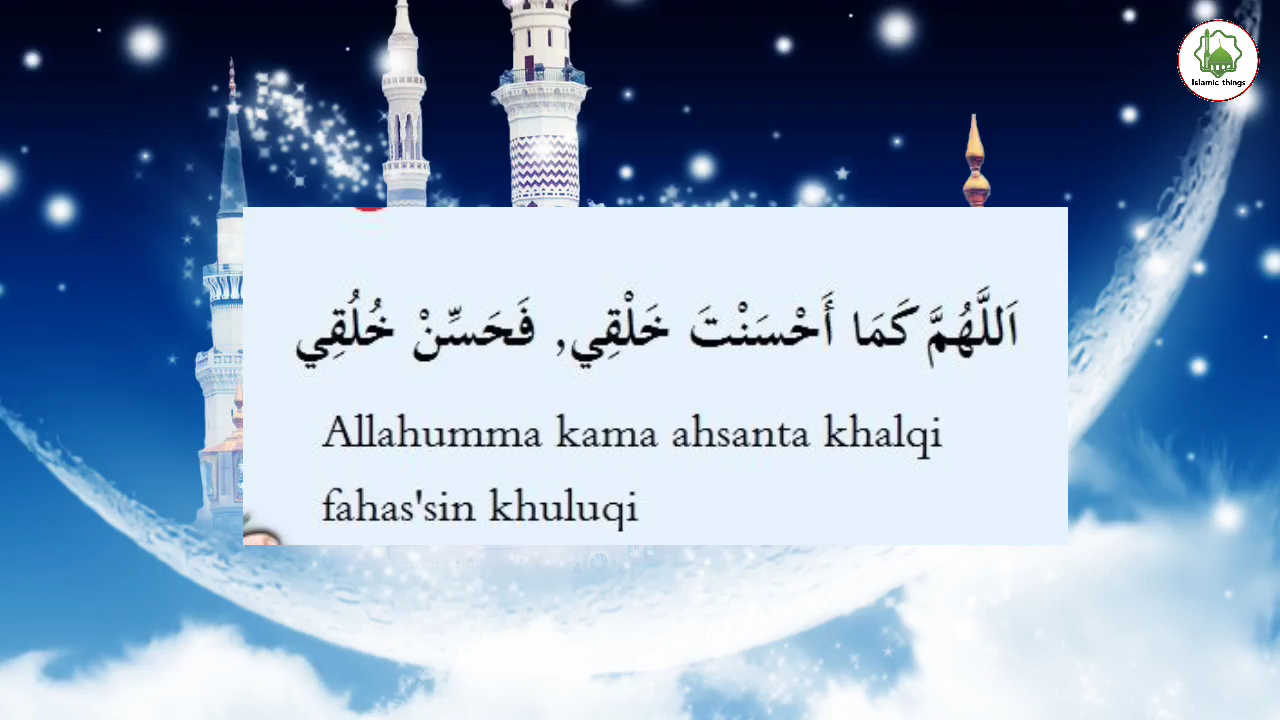 Islamic things
اَللَّهُمَّ كَمَا أَحْسَنْتَ خَلْقِي, فَحَسِّنْ خُلُقِي
Allahumma kama ahsanta khalqi
fahas'sin khuluqi